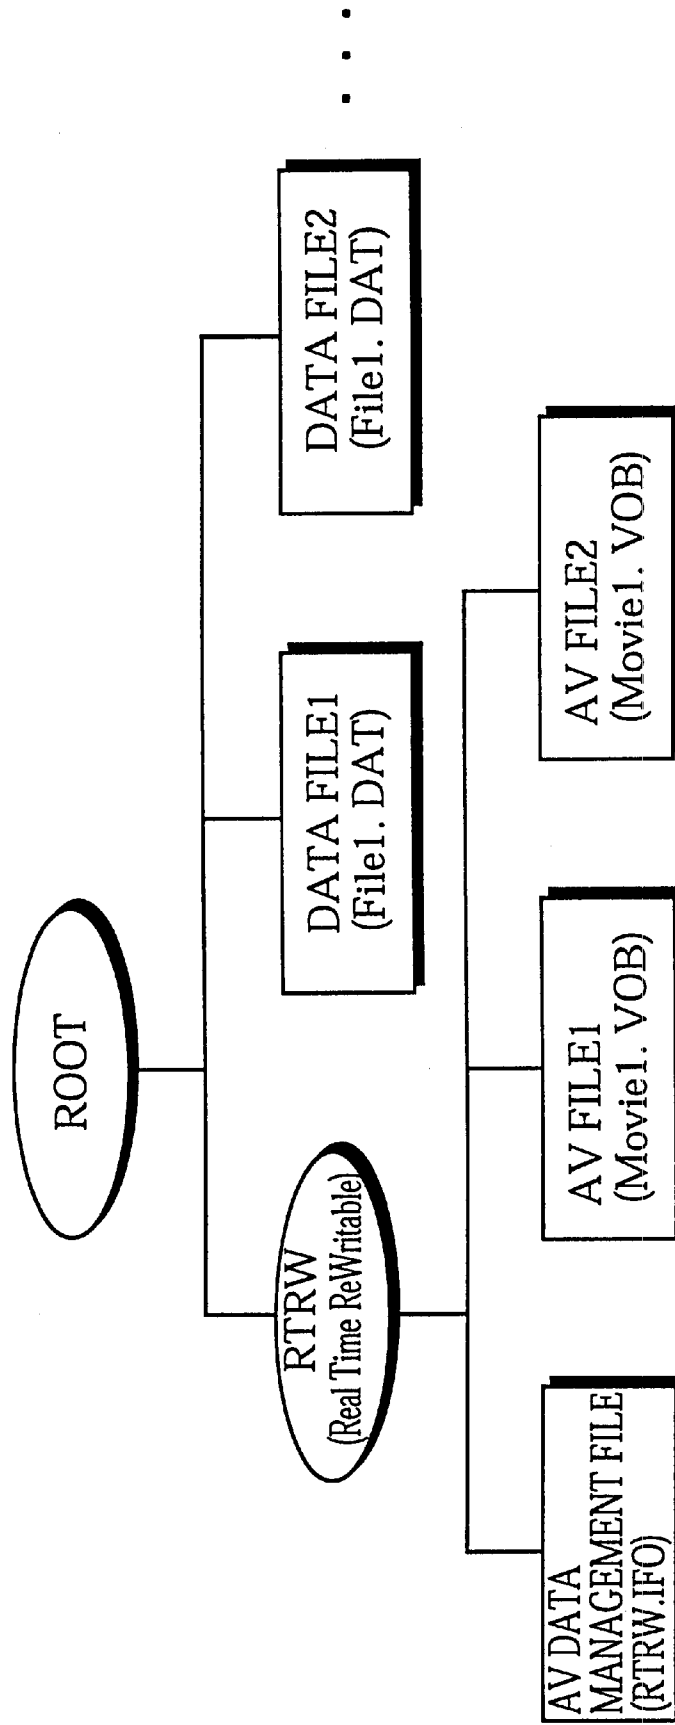 ROOT
RTRW
(Real Time ReWritable)
DATA FILE1
(File1. DAT)
DATA FILE2
(File1. DAT)
. . .
AV DATA
MANAGEMENT FILE
(RTRW.IFO)
AV FILE1
(Movie1. VOB)
AV FILE2
(Movie1. VOB)